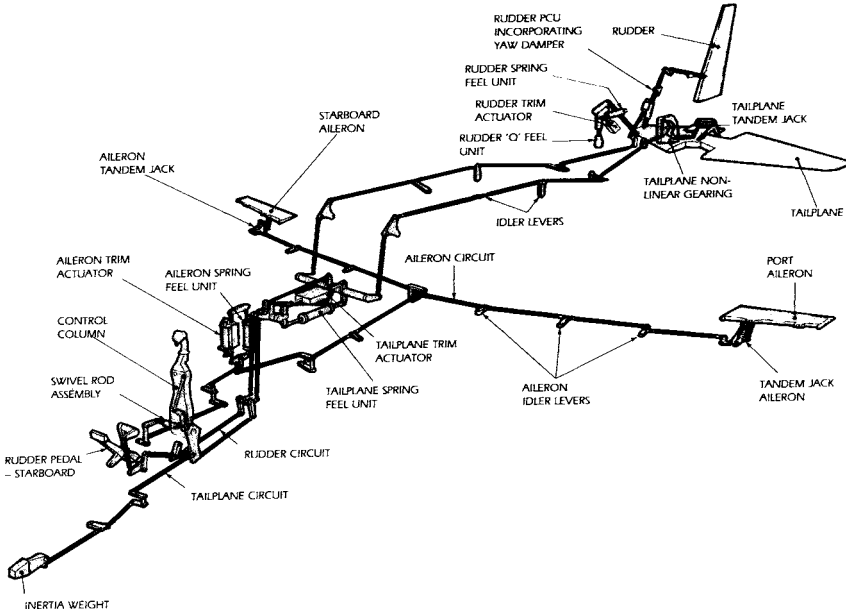 RUDDER PCU
INCORPORATING
YAW DAMPER
RUDDER
RUDDER SPRING
FEEL UNIT
RUDDER TRIM
ACTUATOR
TAILPLANE
TANDEM JACK
RUDDER 'Q' FEEL
UNIT
TAILPLANE NON-
LINEAR GEARING
TAILPLANE
STARBOARD
AILERON
AILERON
TANDEM JACK
IDLER LEVERS
AILERON TRIM
ACTUATOR
AILERON SPRING
FEEL UNIT
AILERON CIRCUIT
PORT
AILERON
CONTROL
COLUMN
TAILPLANE TRIM
ACTUATOR
SWIVEL ROD
ASSEMBLY
TAILPLANE SPRING
FEEL UNIT
AILERON
IDLER LEVERS
TANDEM JACK
AILERON
RUDDER PEDAL
– STARBOARD
RUDDER CIRCUIT
TAILPLANE CIRCUIT
INERTIA WEIGHT